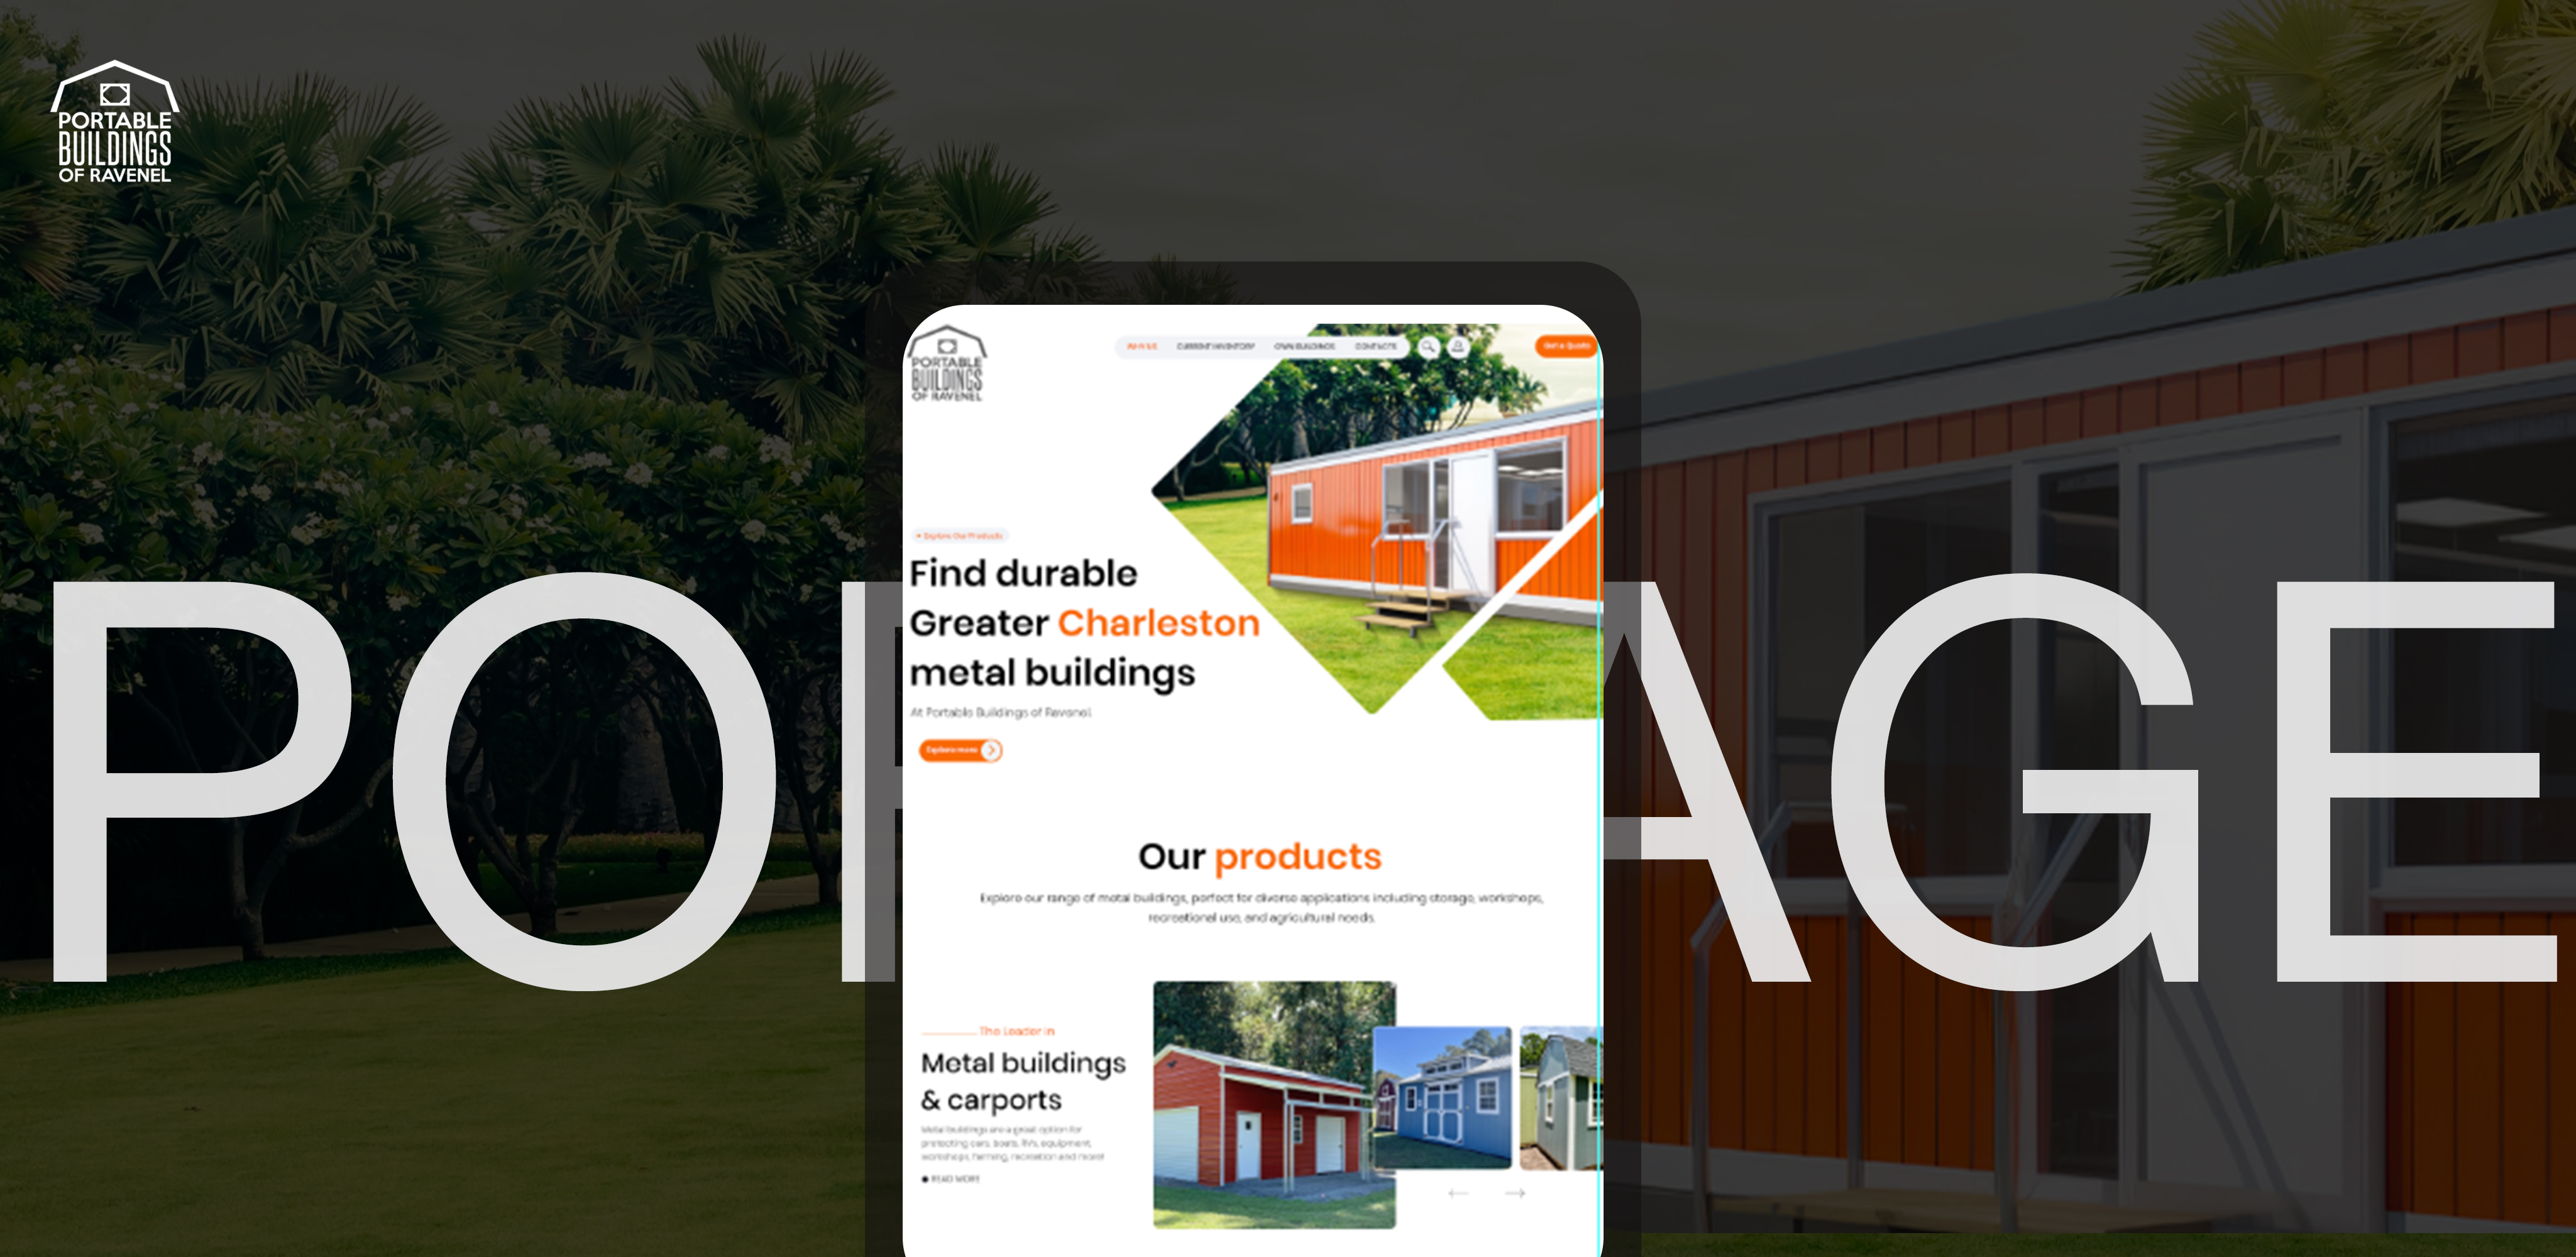 PORTABLE
BUILDINGS
OF RAVENEL
PORTABLE
BUILDINGS
OF RAVENEL
WHY US
CURRENT INVENTORY
OWN BUILDINGS
CONTACTS
Get a Quote
Explore Our Products
Find durable
Greater Charleston
metal buildings
At Portable Buildings of Ravenel
Explore more
PO AGE
Our products
Explore our range of metal buildings, perfect for diverse applications including storage, workshops,
recreational use, and agricultural needs.
The Leader in
Metal buildings
& carports
Metal buildings are a great option for
protecting cars, boats, RVs, equipment,
workshops, farming, recreation and more!
READ MORE